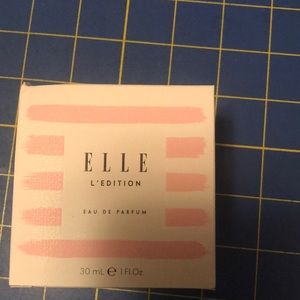 ELLE
L'EDITION
EAU DE PARFUM
30 mL ℮ 1 Fl.Oz.